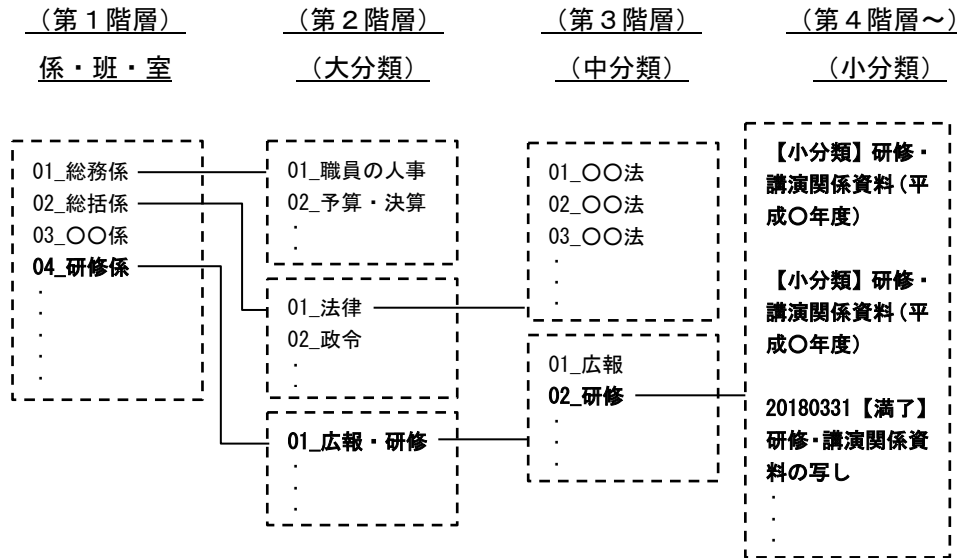 （第１階層）
係・班・室
（第２階層）
（大分類）
（第３階層）
（中分類）
（第４階層～）
（小分類）
01_総務係
02_総括係
03_〇〇係
04_研修係
.
.
.
.
01_職員の人事
02_予算・決算
.
.
01_法律
02_政令
.
.
01_広報・研修
.
.
01_〇〇法
02_〇〇法
03_〇〇法
.
.
01_広報
02_研修
.
.
.
【小分類】研修・
講演関係資料（平
成〇年度）
【小分類】研修・
講演関係資料（平
成〇年度）
20180331【満了】
研修・講演関係資
料の写し
.
.
.